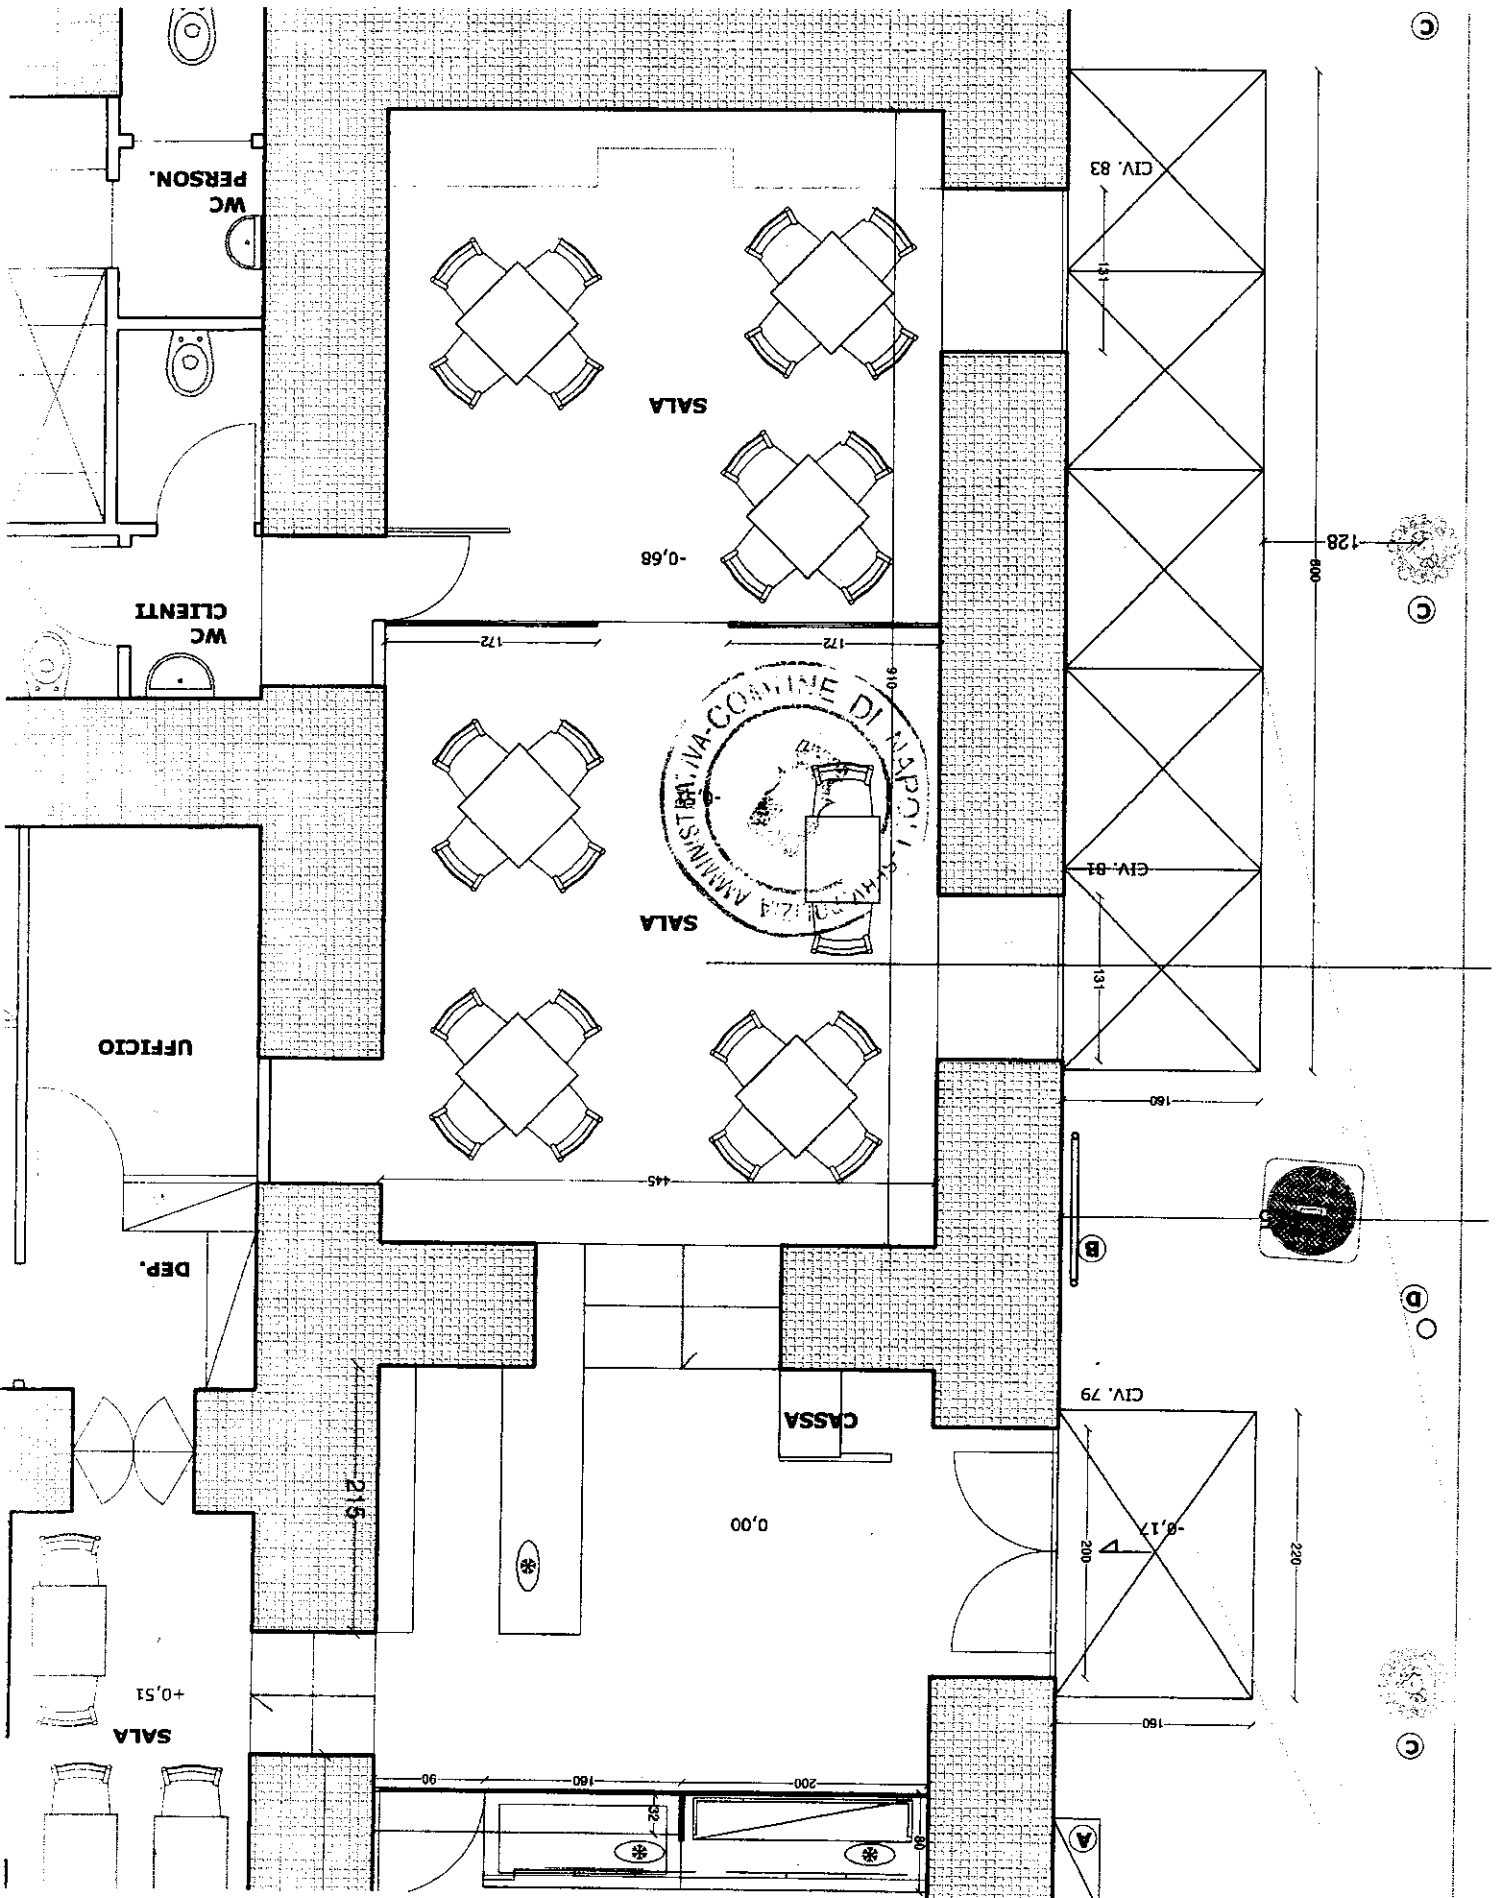 A
80
200
160
90
32
C
160
SALA
+0,51
-0,17
220
200
0,00
215
CASSA
CIV. 79
D
B
DEP.
445
160
UFFICIO
131
SALA
CIV. 81
COMUNE DI NAPOLI
AMMINISTRATIVA
910
172
172
WC
CLIENTI
C
-0,68
128
800
SALA
131
WC
PERSON.
CIV. 83
C